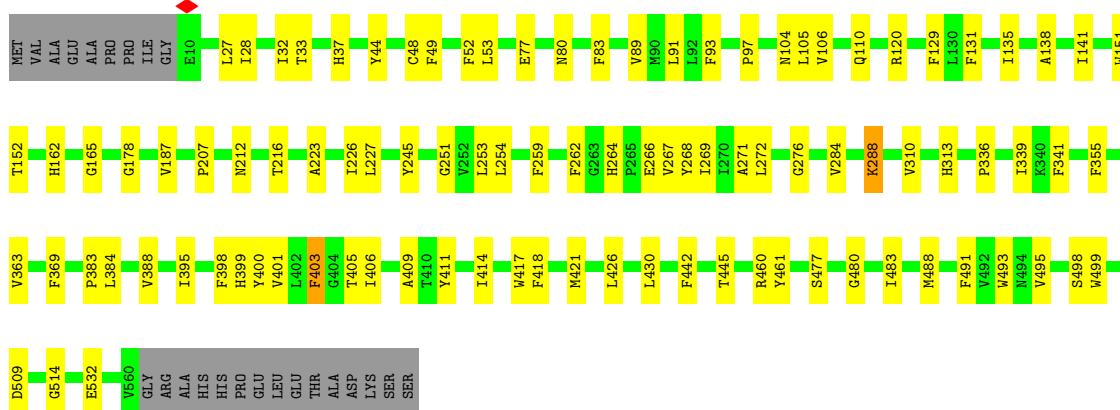 MET VAL ALA GLU ALA PRO PRO ILE GLY E10 L27 I28 I32 T33 H37 Y44 C48 F49 F52 L53 E77 N80 F83 V89 M90 L91 L92 F93 P97 N104 L105 V106 Q110 R120 F129 L130 F131 I135 A138 I141 W151
T152 H162 G165 G178 V187 P207 N212 T216 A223 I226 L227 Y245 G251 V252 L253 L254 F259 F262 G263 H264 P265 E266 V267 Y268 I269 I270 A271 L272 G276 V284 K288 V310 H313 P336 I339 K340 F341 F355
V363 F369 P383 L384 V388 I395 F398 H399 Y400 V401 L402 F403 G404 T405 I406 A409 T410 Y411 I414 W417 F418 M421 L426 L430 F442 T445 R460 Y461 S477 G480 I483 M488 F491 V492 W493 N494 V495 S498 W499
D509 G514 E532 V560 GLY ARG ALA HIS HIS PRO GLU LEU GLU THR ALA ASP LYS SER SER